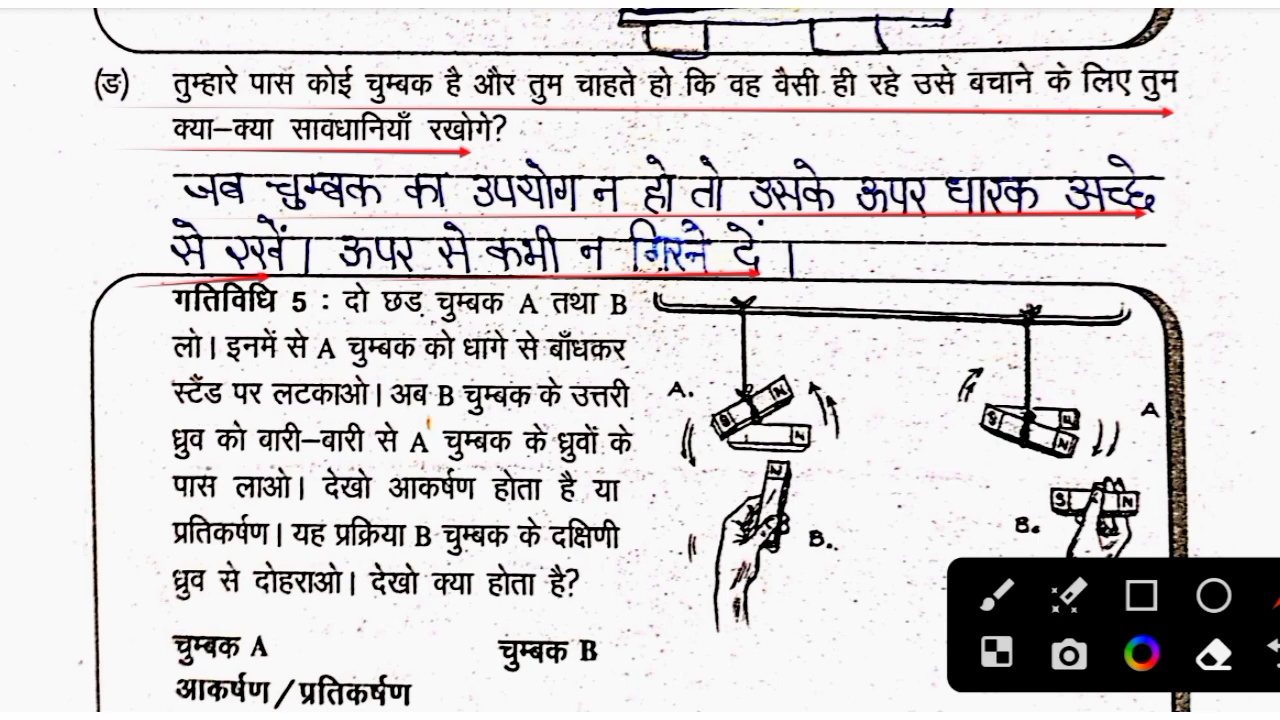 (ङ) तुम्हारे पास कोई चुम्बक है और तुम चाहते हो कि वह वैसी ही रहे उसे बचाने के लिए तुम
क्या–क्या सावधानियाँ रखोगे?
जब चुम्बक का उपयोग न हो तो उसके ऊपर धारक अच्छे
से रखें। ऊपर से कभी न गिरने दें।
गतिविधि 5 : दो छड़ चुम्बक A तथा B
लो। इनमें से A चुम्बक को धागे से बाँधकर
स्टैंड पर लटकाओ। अब B चुम्बक के उत्तरी
ध्रुव को बारी–बारी से A चुम्बक के ध्रुवों के
पास लाओ। देखो आकर्षण होता है या
प्रतिकर्षण। यह प्रक्रिया B चुम्बक के दक्षिणी
ध्रुव से दोहराओ। देखो क्या होता है?
A.
N
S
N
N
B.
S
N
N
A
S
N
B.
चुम्बक A चुम्बक B
आकर्षण / प्रतिकर्षण